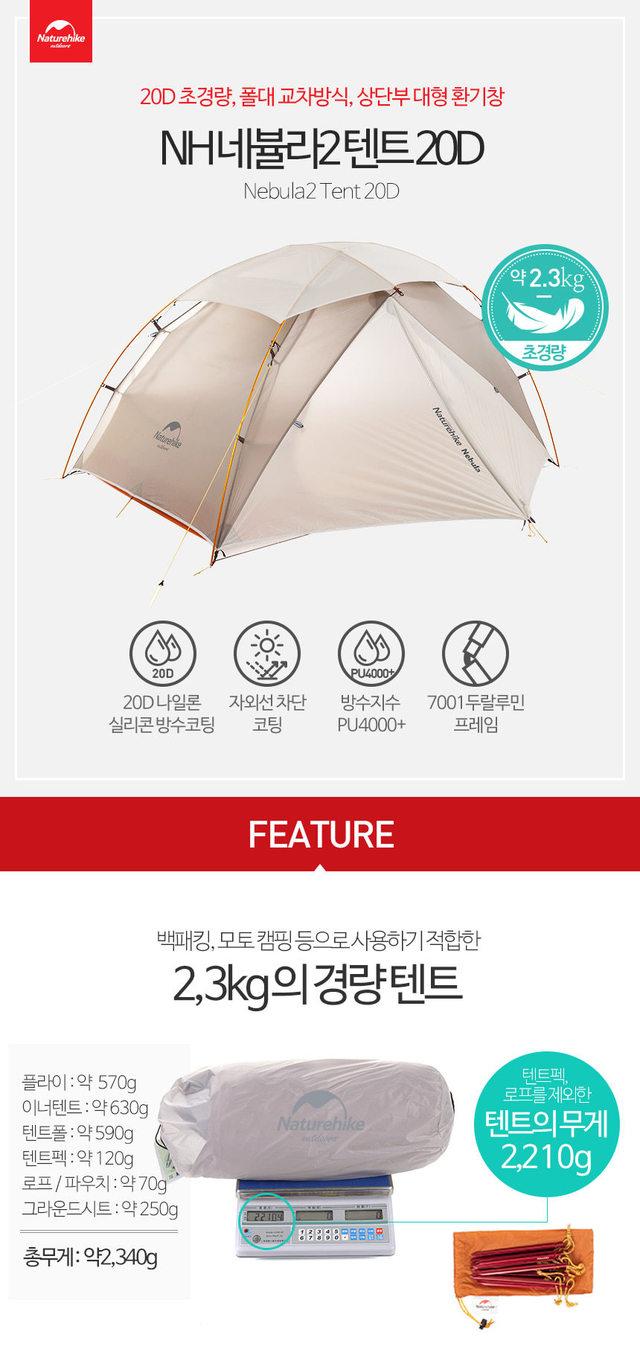 Naturehike
outdoors
20D 초경량, 폴대 교차방식, 상단부 대형 환기창
NH 네뷸라2 텐트 20D
Nebula2 Tent 20D
약 2.3kg
초경량
Naturehike
Naturehike Nebula
20D
PU4000+
20D 나일론
실리콘 방수코팅
자외선 차단
코팅
방수지수
PU4000+
7001 두랄루민
프레임
FEATURE
백패킹, 모토 캠핑 등으로 사용하기 적합한
2,3kg의 경량 텐트
플라이 : 약 570g
이너텐트 : 약 630g
텐트폴 : 약 590g
텐트펙 : 약 120g
로프 / 파우치 : 약 70g
그라운드시트 : 약 250g
총무게 : 약2,340g
Naturehike
outdoors
텐트펙,
로프를 제외한
텐트의 무게
2,210g
Naturehike